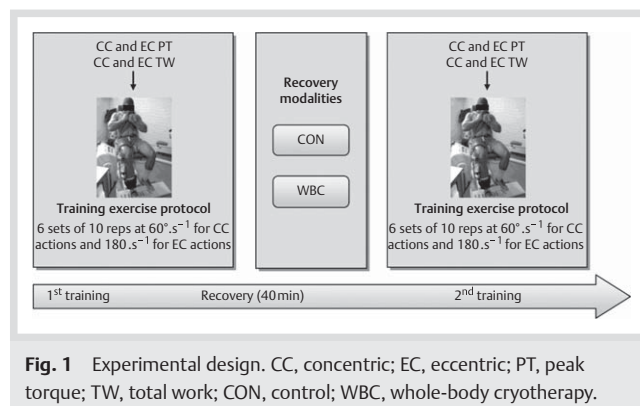 CC and EC PT
CC and EC TW
Training exercise protocol
6 sets of 10 reps at 60°.s⁻¹ for CC
actions and 180.s⁻¹ for EC actions
Recovery
modalities
CON
WBC
CC and EC PT
CC and EC TW
Training exercise protocol
6 sets of 10 reps at 60°.s⁻¹ for CC
actions and 180.s⁻¹ for EC actions
1st training
Recovery (40 min)
2nd training
Fig. 1 Experimental design. CC, concentric; EC, eccentric; PT, peak
torque; TW, total work; CON, control; WBC, whole-body cryotherapy.